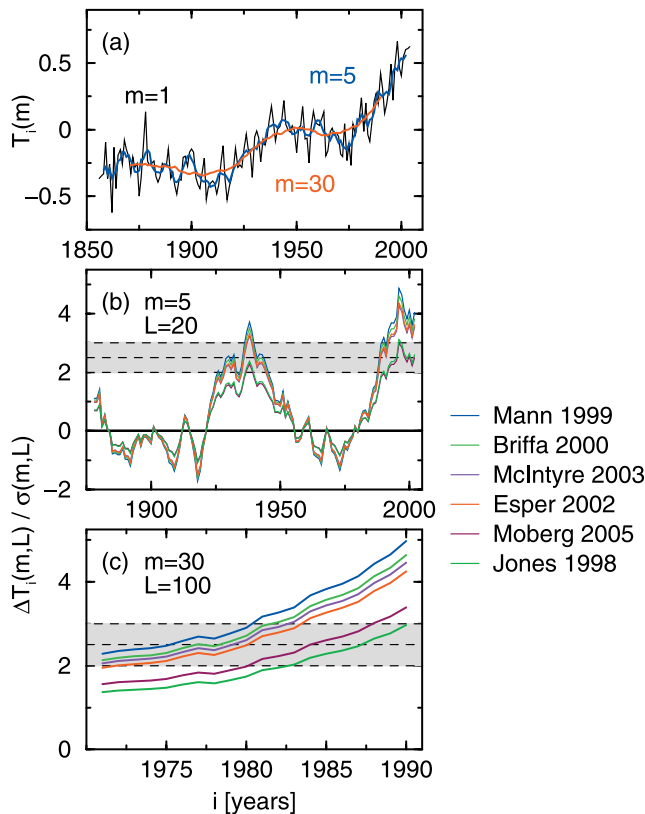 (a)
m=1
m=5
m=30
T_i(m)
0.5
0
−0.5
1850
1900
1950
2000
(b)
m=5
L=20
4
2
0
−2
1900
1950
2000
ΔT_i(m,L) / σ(m,L)
(c)
m=30
L=100
4
2
0
1975
1980
1985
1990
i [years]
Mann 1999
Briffa 2000
McIntyre 2003
Esper 2002
Moberg 2005
Jones 1998